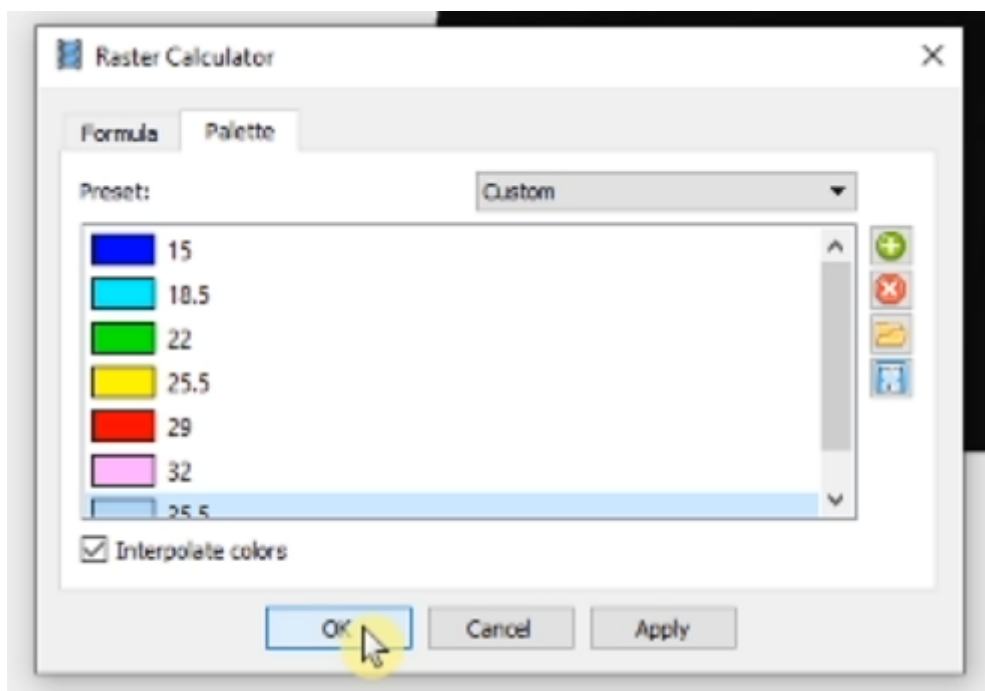 Raster Calculator
Formula Palette
Preset: Custom
15
18.5
22
25.5
29
32
Interpolate colors
OK Cancel Apply